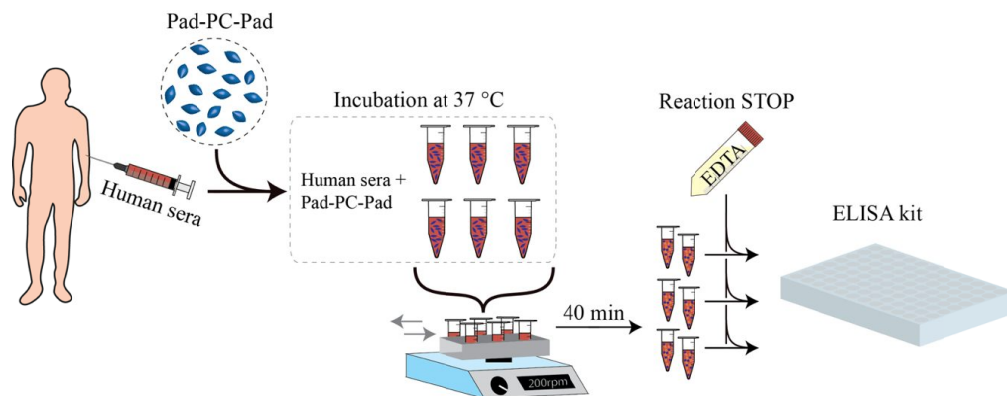 Pad-PC-Pad
Human sera
Incubation at 37 °C
Human sera +
Pad-PC-Pad
200rpm
40 min
Reaction STOP
EDTA
ELISA kit